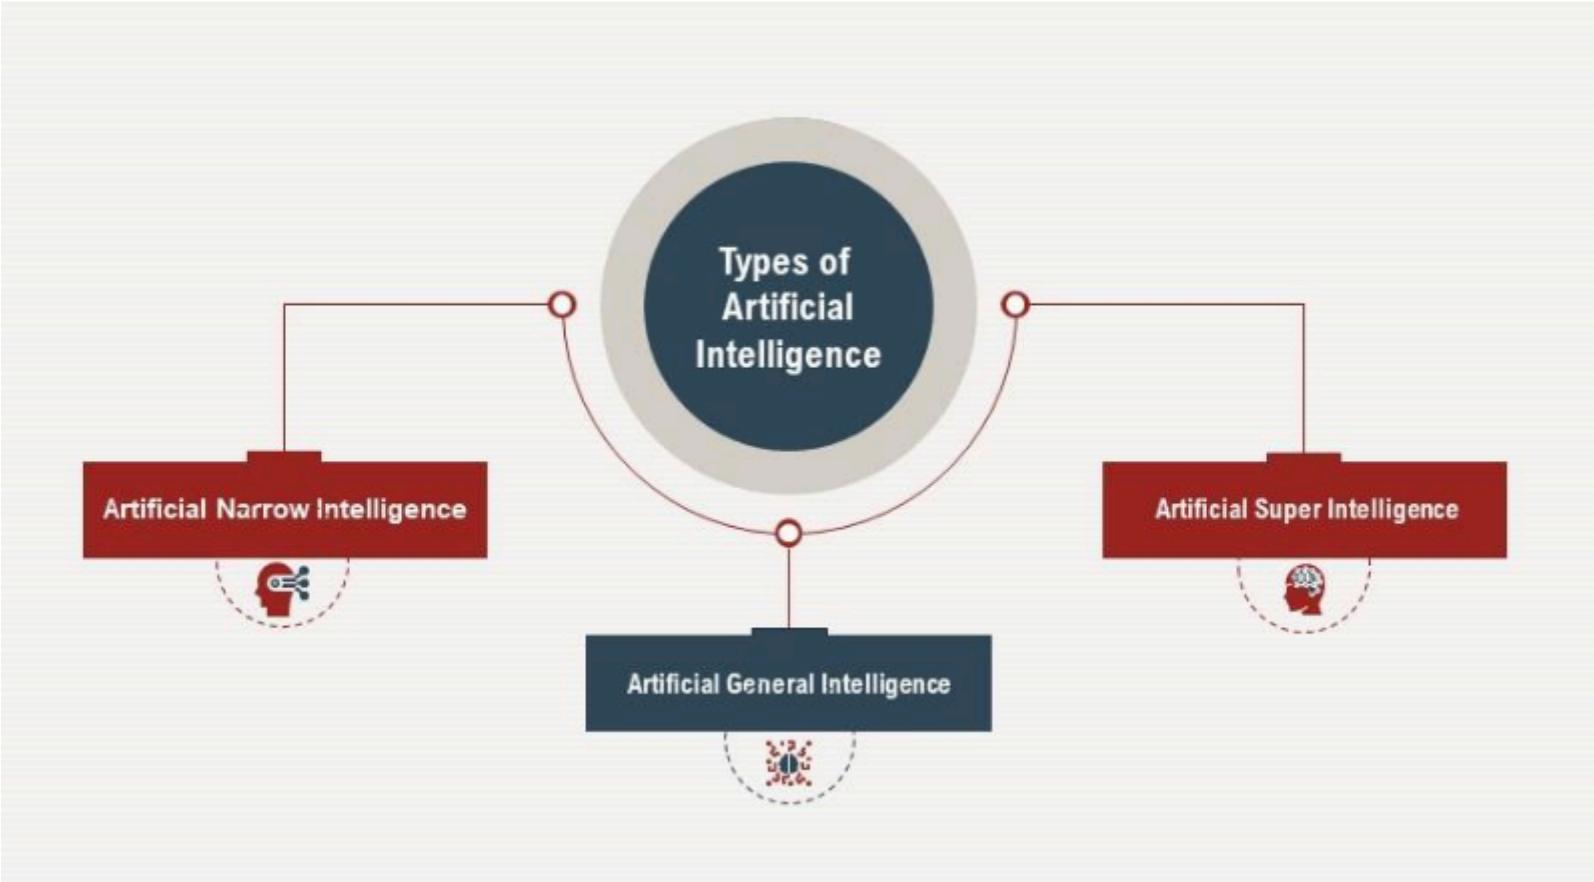 Types of
Artificial
Intelligence
Artificial Narrow Intelligence
Artificial Super Intelligence
Artificial General Intelligence